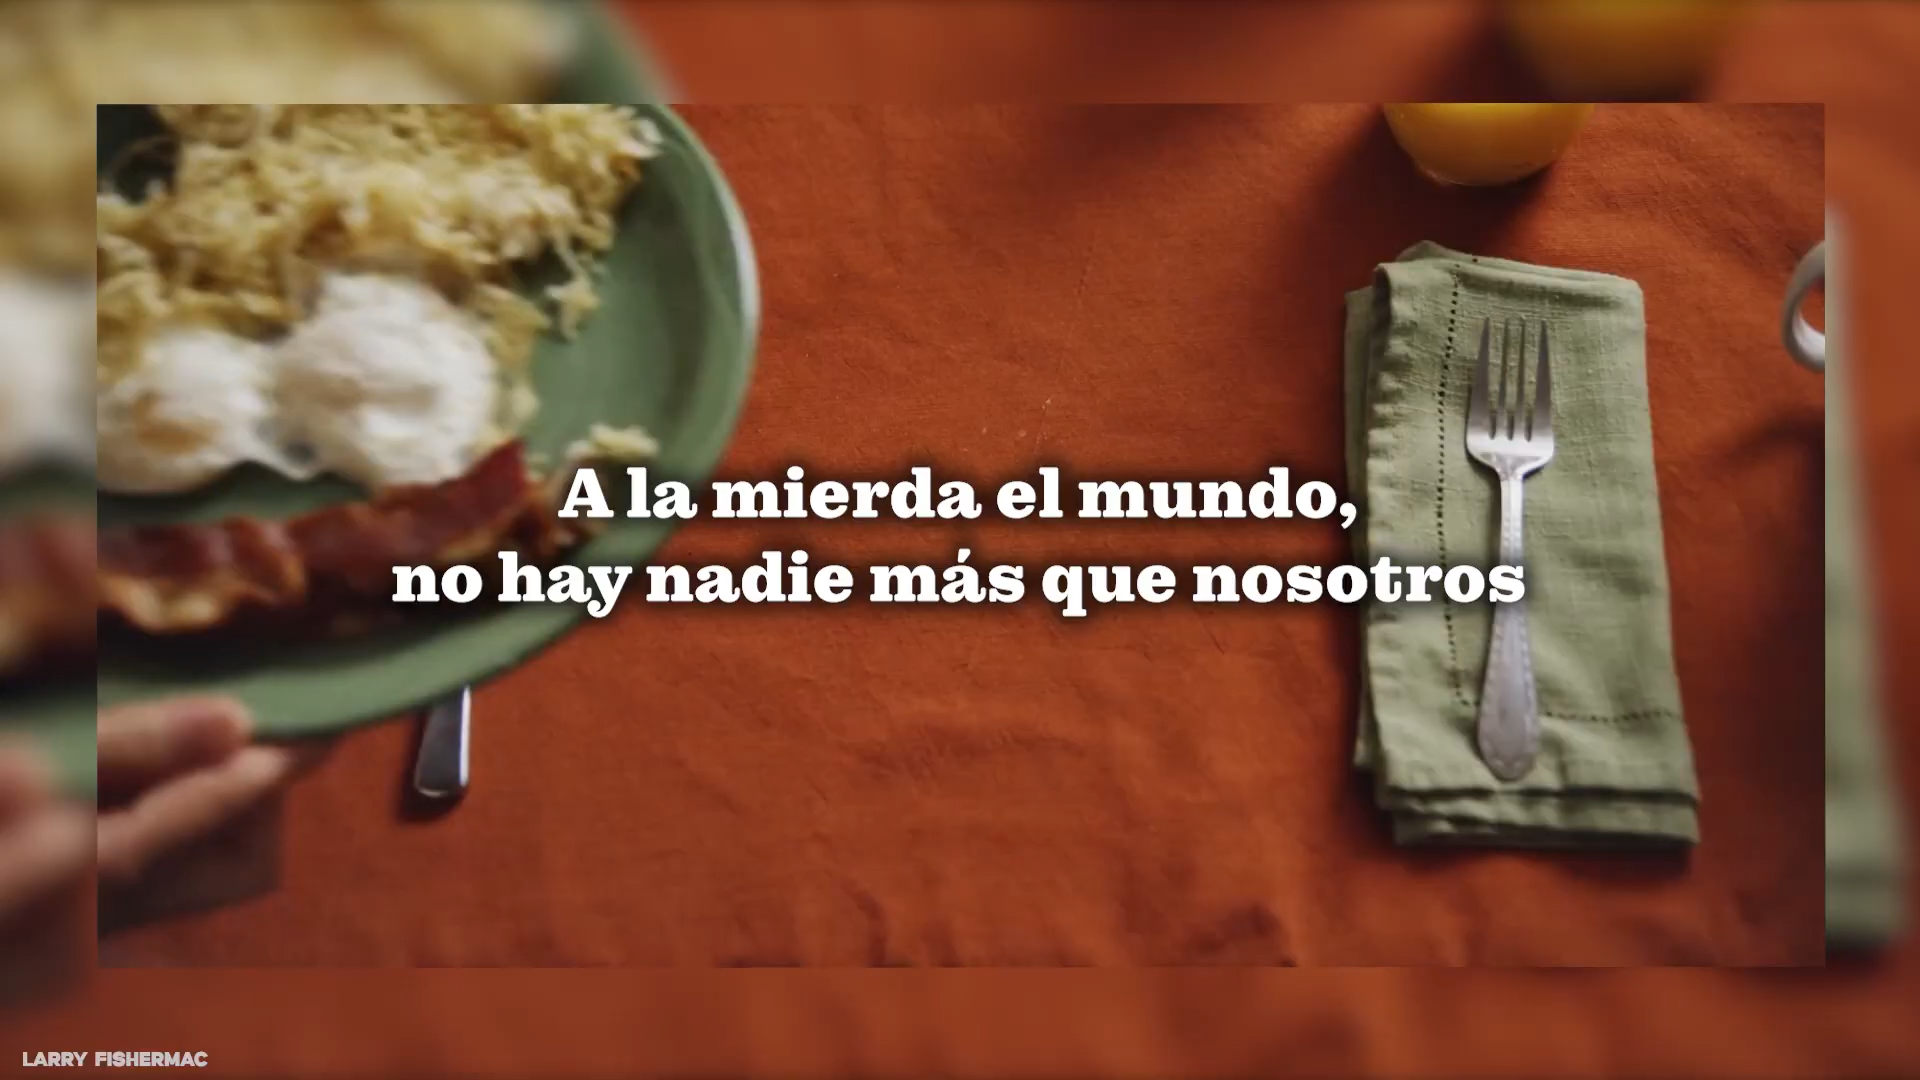 A la mierda el mundo,
no hay nadie más que nosotros
LARRY FISHERMAC